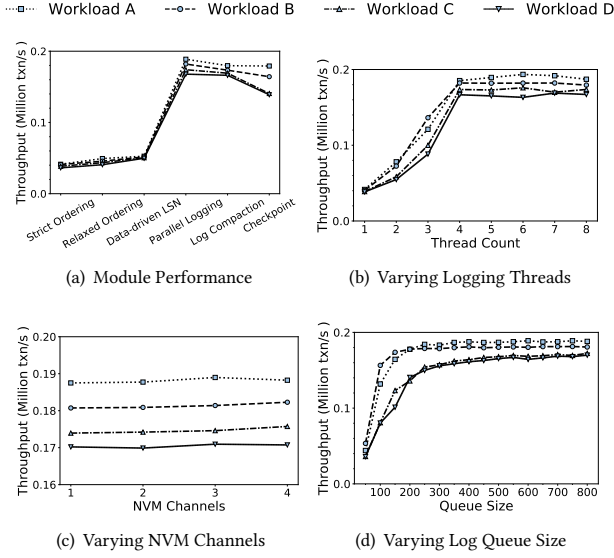 Workload A Workload B Workload C Workload D
Throughput (Million txn/s )
0.2
0.1
0.0
Strict Ordering
Relaxed Ordering
Data-driven LSN
Parallel Logging
Log Compaction
Checkpoint
(a) Module Performance
Throughput (Million txn/s )
0.2
0.1
0.0
1 2 3 4 5 6 7 8
Thread Count
(b) Varying Logging Threads
Throughput (Million txn/s )
0.20
0.19
0.18
0.17
0.16
1 2 3 4
NVM Channels
(c) Varying NVM Channels
Throughput (Million txn/s )
0.2
0.1
0.0
100 200 300 400 500 600 700 800
Queue Size
(d) Varying Log Queue Size